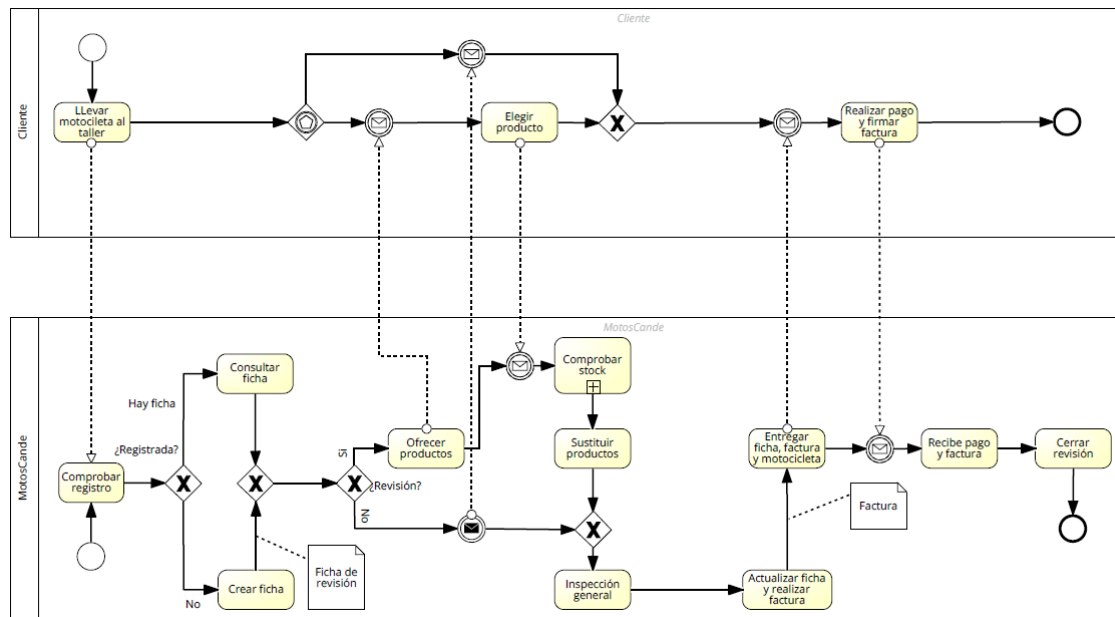 Cliente
Cliente
LLevar
motocileta al
taller
Elegir
producto
Realizar pago
y firmar
factura
MotosCande
MotosCande
Consultar
ficha
Comprobar
stock
Hay ficha
¿Registrada?
Comprobar
registro
Sí
Ofrecer
productos
¿Revisión?
No
Sustituir
productos
Entregar
ficha, factura
y motocicleta
Recibe pago
y factura
Cerrar
revisión
Factura
Ficha de
revisión
No
Crear ficha
Inspección
general
Actualizar ficha
y realizar
factura